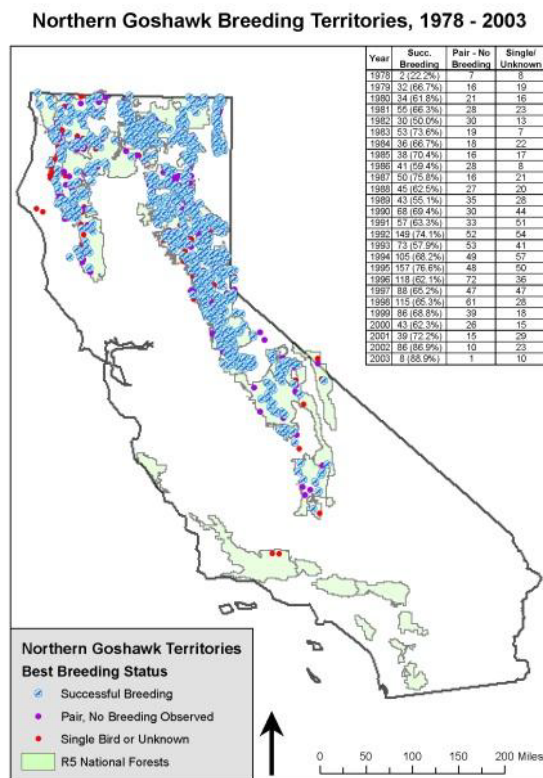 Northern Goshawk Breeding Territories, 1978 - 2003
Year Succ. Breeding Pair - No Breeding Single/ Unknown
1978 2 (22.2%) 7 8
1979 32 (66.7%) 16 19
1980 34 (61.8%) 21 16
1981 55 (66.3%) 28 23
1982 30 (50.0%) 30 13
1983 53 (73.6%) 19 7
1984 36 (66.7%) 18 22
1985 38 (70.4%) 16 17
1986 41 (59.4%) 28 8
1987 50 (75.8%) 16 21
1988 45 (62.5%) 27 20
1989 43 (55.1%) 35 28
1990 68 (69.4%) 30 44
1991 57 (63.3%) 33 51
1992 149 (74.1%) 52 54
1993 73 (57.9%) 53 41
1994 105 (68.2%) 49 57
1995 157 (76.6%) 48 50
1996 118 (62.1%) 72 36
1997 88 (65.2%) 47 47
1998 115 (65.3%) 61 28
1999 86 (68.8%) 39 18
2000 43 (62.3%) 26 15
2001 39 (72.2%) 15 29
2002 86 (86.9%) 10 23
2003 8 (88.9%) 1 10
Northern Goshawk Territories
Best Breeding Status
Successful Breeding
Pair, No Breeding Observed
Single Bird or Unknown
R5 National Forests
0 50 100 150 200 Miles